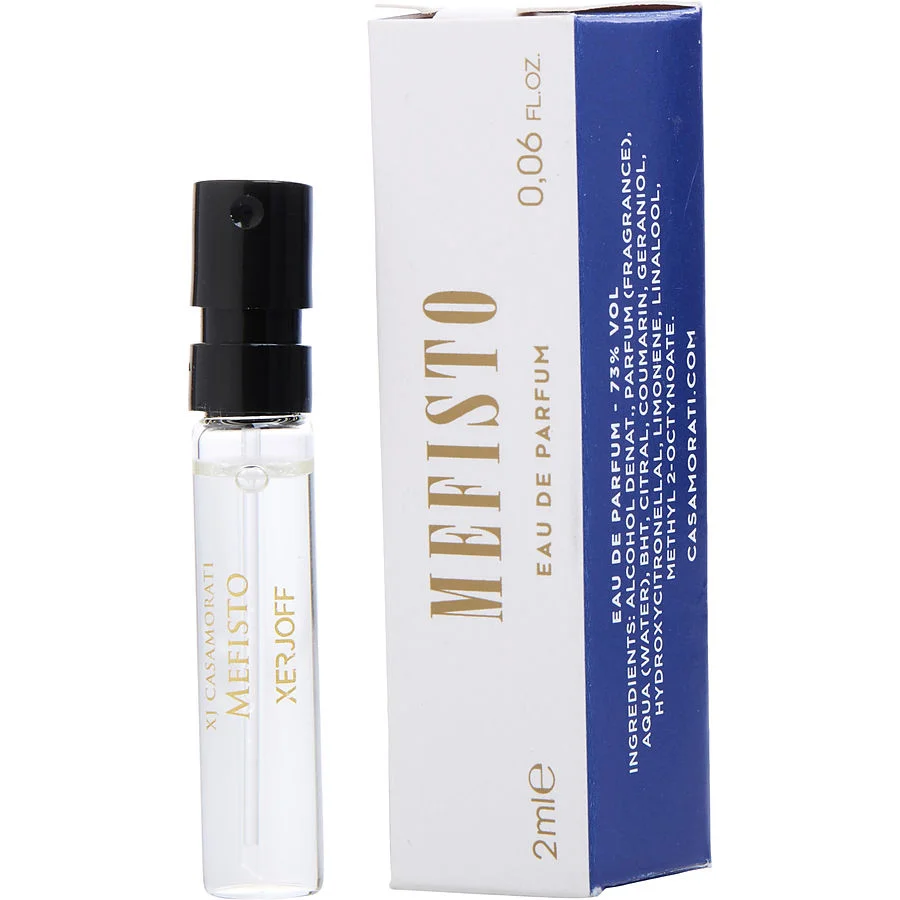 XJ CASAMORATI
MEFISTO
XERJOFF
MEFISTO
EAU DE PARFUM
0,06 FL.OZ.
2ml e
EAU DE PARFUM - 73% VOL
INGREDIENTS: ALCOHOL DENAT., PARFUM (FRAGRANCE),
AQUA (WATER), BHT, CITRAL, COUMARIN, GERANIOL,
HYDROXYCITRONELLAL, LIMONENE, LINALOOL,
METHYL 2-OCTYNOATE.
CASAMORATI.COM